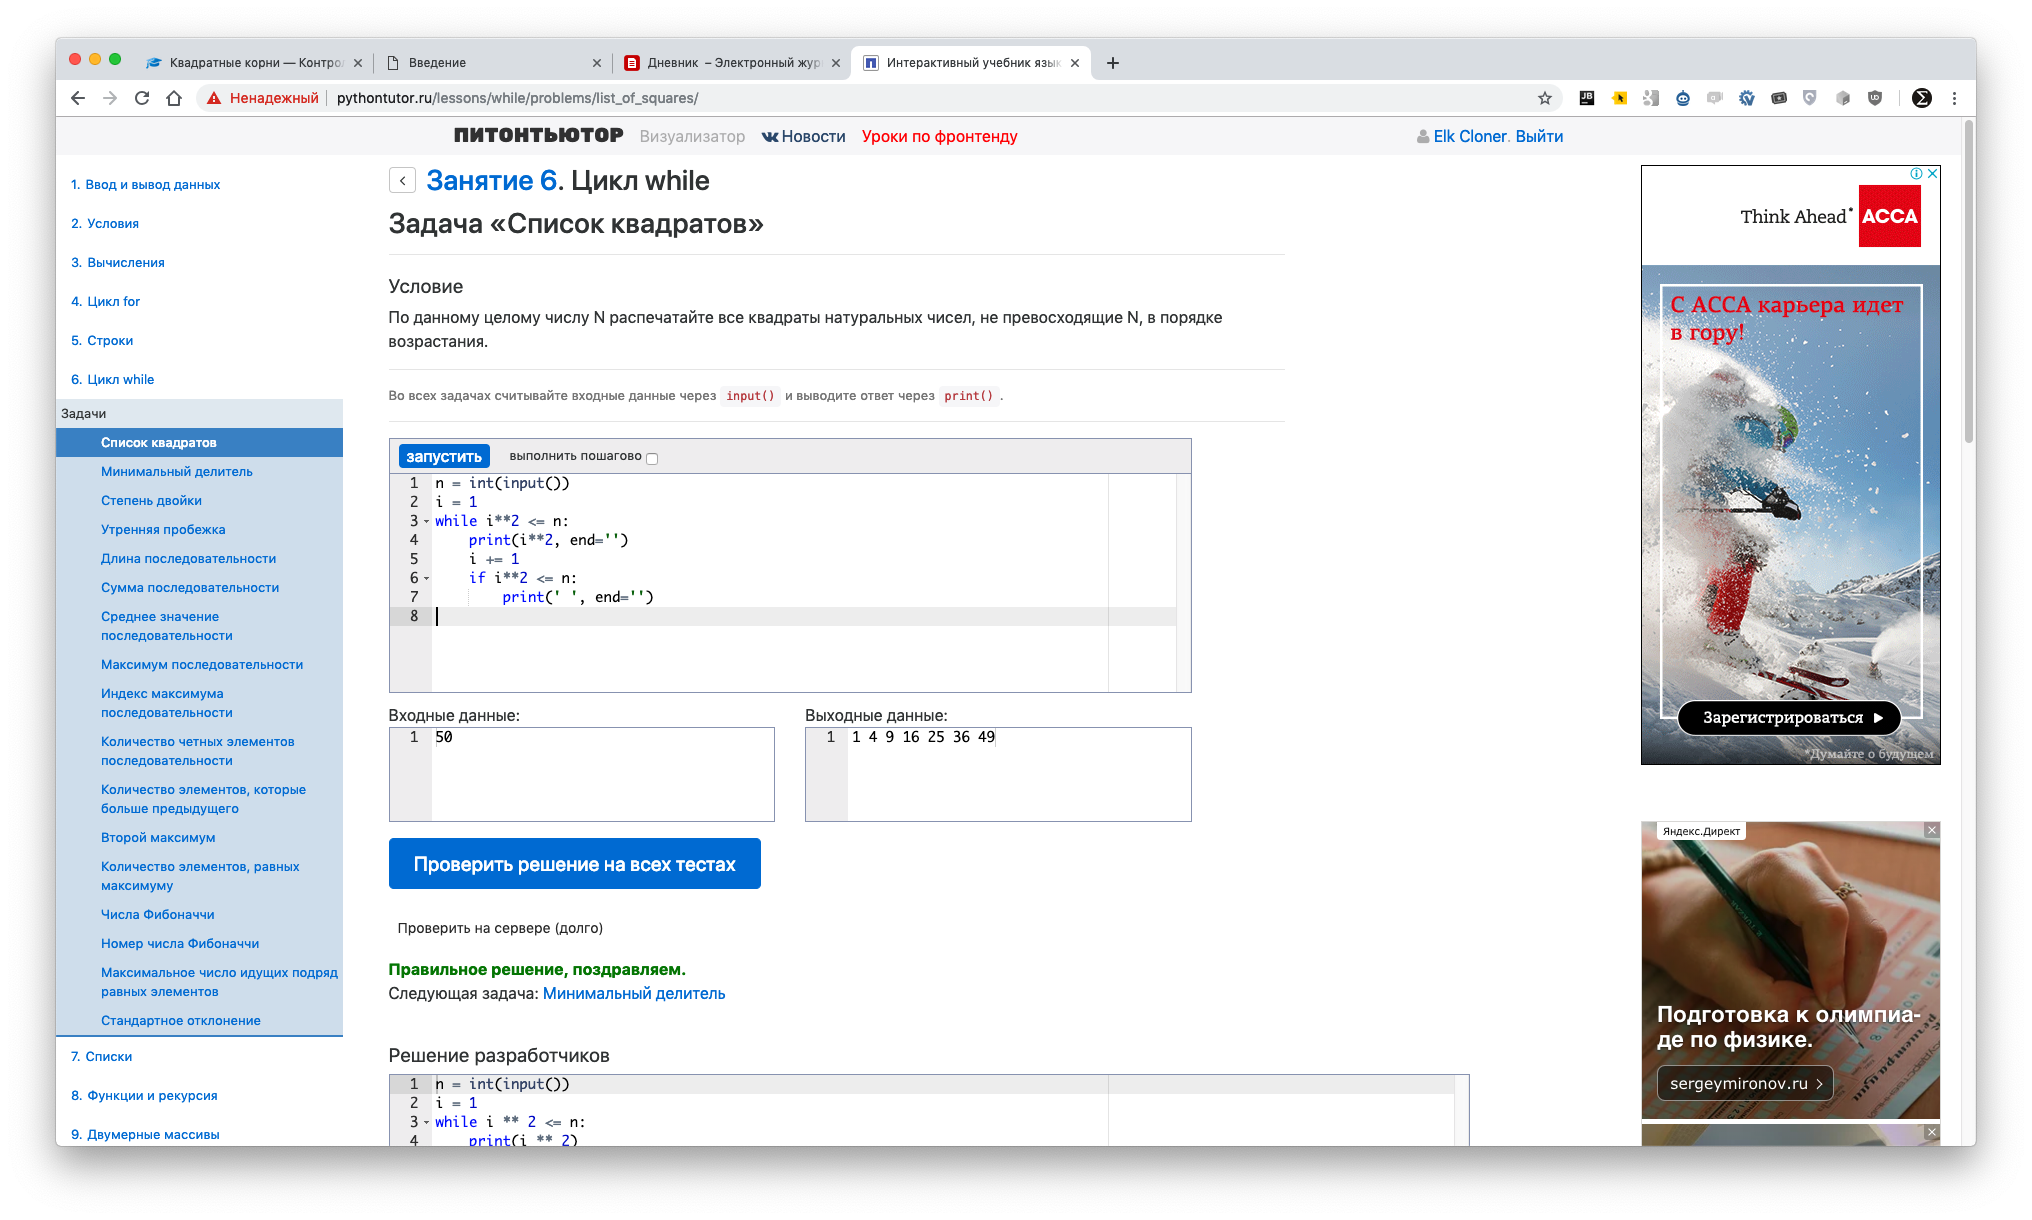 Квадратные корни — Контро
Введение
Дневник – Электронный жур
Интерактивный учебник язы
Ненадежный
pythontutor.ru/lessons/while/problems/list_of_squares/
ПИТОНТЬЮТОР
Визуализатор
Новости
Уроки по фронтенду
Elk Cloner. Выйти
1. Ввод и вывод данных
2. Условия
3. Вычисления
4. Цикл for
5. Строки
6. Цикл while
Задачи
Список квадратов
Минимальный делитель
Степень двойки
Утренняя пробежка
Длина последовательности
Сумма последовательности
Среднее значение
последовательности
Максимум последовательности
Индекс максимума
последовательности
Количество четных элементов
последовательности
Количество элементов, которые
больше предыдущего
Второй максимум
Количество элементов, равных
максимуму
Числа Фибоначчи
Номер числа Фибоначчи
Максимальное число идущих подряд
равных элементов
Стандартное отклонение
7. Списки
8. Функции и рекурсия
9. Двумерные массивы
Занятие 6. Цикл while
Задача «Список квадратов»
Условие
По данному целому числу N распечатайте все квадраты натуральных чисел, не превосходящие N, в порядке
возрастания.
Во всех задачах считывайте входные данные через input() и выводите ответ через print().
запустить выполнить пошагово
1 n = int(input())
2 i = 1
3 while i**2 <= n:
4     print(i**2, end='')
5     i += 1
6     if i**2 <= n:
7         print(' ', end='')
8
Входные данные:
1 50
Выходные данные:
1 1 4 9 16 25 36 49
Проверить решение на всех тестах
Проверить на сервере (долго)
Правильное решение, поздравляем.
Следующая задача: Минимальный делитель
Решение разработчиков
1 n = int(input())
2 i = 1
3 while i ** 2 <= n:
4     print(i ** 2)
Think Ahead*
ACCA
С ACCA карьера идет
в гору!
Зарегистрироваться
*Думайте о будущем
Яндекс.Директ
Подготовка к олимпиа-
де по физике.
sergeymironov.ru